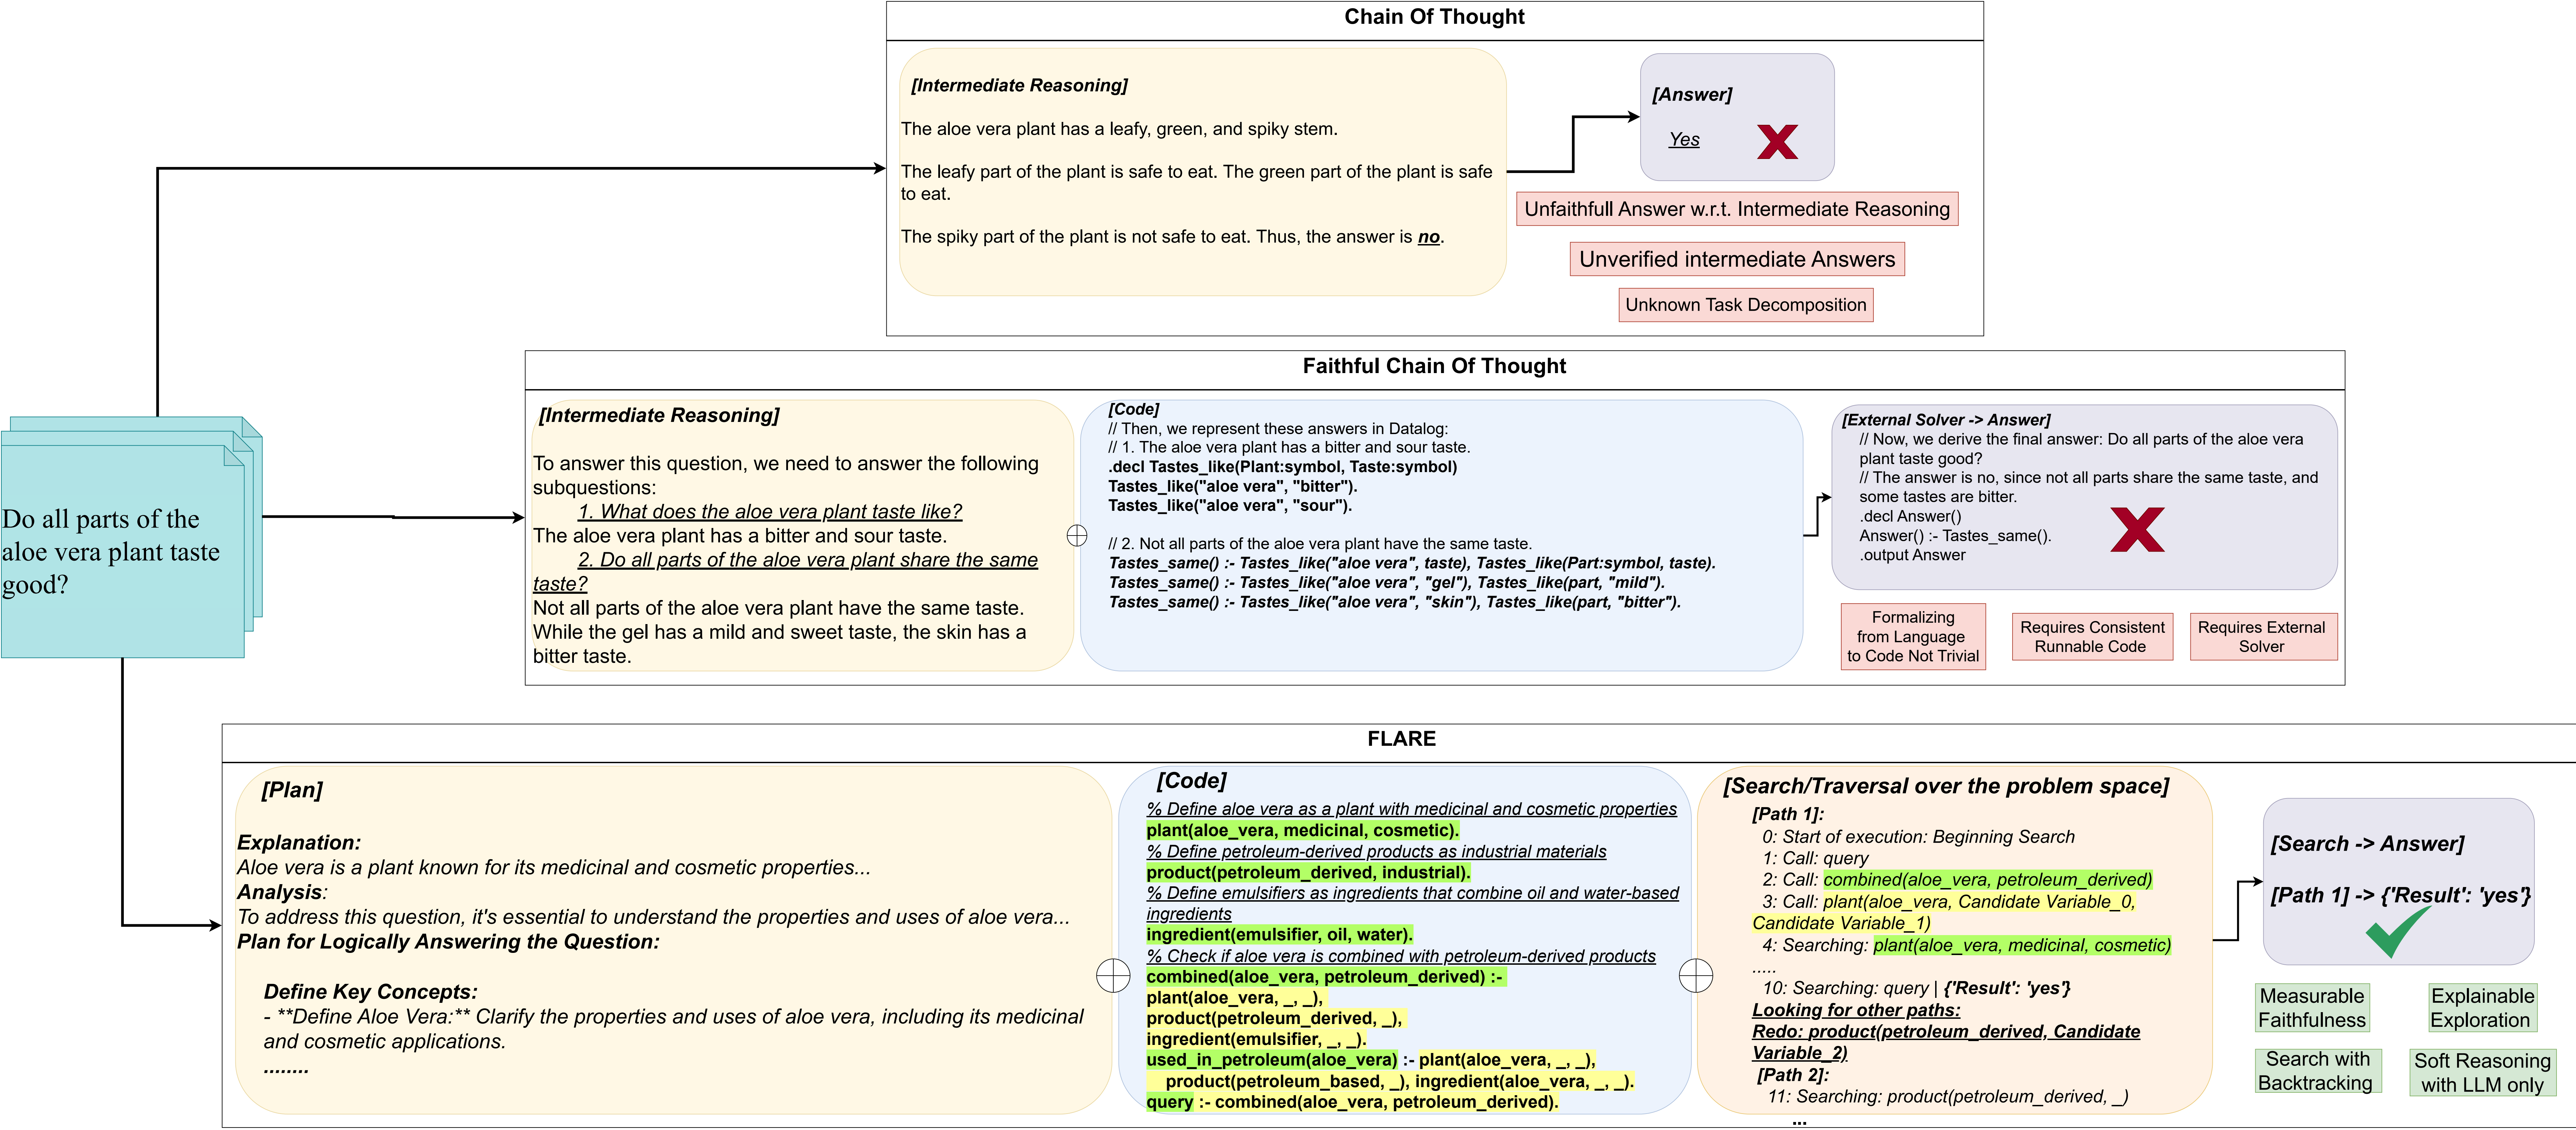 Chain Of Thought
[Intermediate Reasoning]
The aloe vera plant has a leafy, green, and spiky stem.
The leafy part of the plant is safe to eat. The green part of the plant is safe
to eat.
The spiky part of the plant is not safe to eat. Thus, the answer is no.
[Answer]
Yes
Unfaithfull Answer w.r.t. Intermediate Reasoning
Unverified intermediate Answers
Unknown Task Decomposition
Do all parts of the
aloe vera plant taste
good?
Faithful Chain Of Thought
[Intermediate Reasoning]
To answer this question, we need to answer the following
subquestions:
1. What does the aloe vera plant taste like?
The aloe vera plant has a bitter and sour taste.
2. Do all parts of the aloe vera plant share the same
taste?
Not all parts of the aloe vera plant have the same taste.
While the gel has a mild and sweet taste, the skin has a
bitter taste.
[Code]
// Then, we represent these answers in Datalog:
// 1. The aloe vera plant has a bitter and sour taste.
.decl Tastes_like(Plant:symbol, Taste:symbol)
Tastes_like("aloe vera", "bitter").
Tastes_like("aloe vera", "sour").
// 2. Not all parts of the aloe vera plant have the same taste.
Tastes_same() :- Tastes_like("aloe vera", taste), Tastes_like(Part:symbol, taste).
Tastes_same() :- Tastes_like("aloe vera", "gel"), Tastes_like(part, "mild").
Tastes_same() :- Tastes_like("aloe vera", "skin"), Tastes_like(part, "bitter").
[External Solver -> Answer]
// Now, we derive the final answer: Do all parts of the aloe vera
plant taste good?
// The answer is no, since not all parts share the same taste, and
some tastes are bitter.
.decl Answer()
Answer() :- Tastes_same().
.output Answer
Formalizing
from Language
to Code Not Trivial
Requires Consistent
Runnable Code
Requires External
Solver
FLARE
[Plan]
Explanation:
Aloe vera is a plant known for its medicinal and cosmetic properties...
Analysis:
To address this question, it's essential to understand the properties and uses of aloe vera...
Plan for Logically Answering the Question:
Define Key Concepts:
- **Define Aloe Vera:** Clarify the properties and uses of aloe vera, including its medicinal
and cosmetic applications.
........
[Code]
% Define aloe vera as a plant with medicinal and cosmetic properties
plant(aloe_vera, medicinal, cosmetic).
% Define petroleum-derived products as industrial materials
product(petroleum_derived, industrial).
% Define emulsifiers as ingredients that combine oil and water-based
ingredients
ingredient(emulsifier, oil, water).
% Check if aloe vera is combined with petroleum-derived products
combined(aloe_vera, petroleum_derived) :-
plant(aloe_vera, _, _),
product(petroleum_derived, _),
ingredient(emulsifier, _, _).
used_in_petroleum(aloe_vera) :- plant(aloe_vera, _, _),
product(petroleum_based, _), ingredient(aloe_vera, _, _).
query :- combined(aloe_vera, petroleum_derived).
[Search/Traversal over the problem space]
[Path 1]:
0: Start of execution: Beginning Search
1: Call: query
2: Call: combined(aloe_vera, petroleum_derived)
3: Call: plant(aloe_vera, Candidate Variable_0,
Candidate Variable_1)
4: Searching: plant(aloe_vera, medicinal, cosmetic)
.....
10: Searching: query | {'Result': 'yes'}
Looking for other paths:
Redo: product(petroleum_derived, Candidate
Variable_2)
[Path 2]:
11: Searching: product(petroleum_derived, _)
...
[Search -> Answer]
[Path 1] -> {'Result': 'yes'}
Measurable
Faithfulness
Explainable
Exploration
Search with
Backtracking
Soft Reasoning
with LLM only